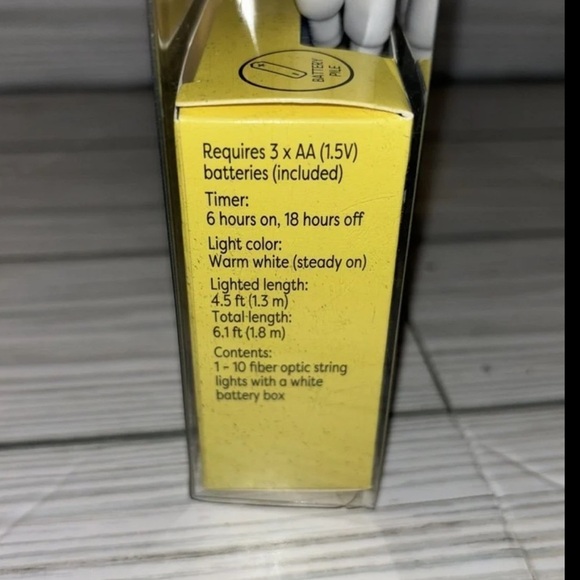 BATTERY
PILE
Requires 3 x AA (1.5V)
batteries (included)
Timer:
6 hours on, 18 hours off
Light color:
Warm white (steady on)
Lighted length:
4.5 ft (1.3 m)
Total length:
6.1 ft (1.8 m)
Contents:
1 - 10 fiber optic string
lights with a white
battery box